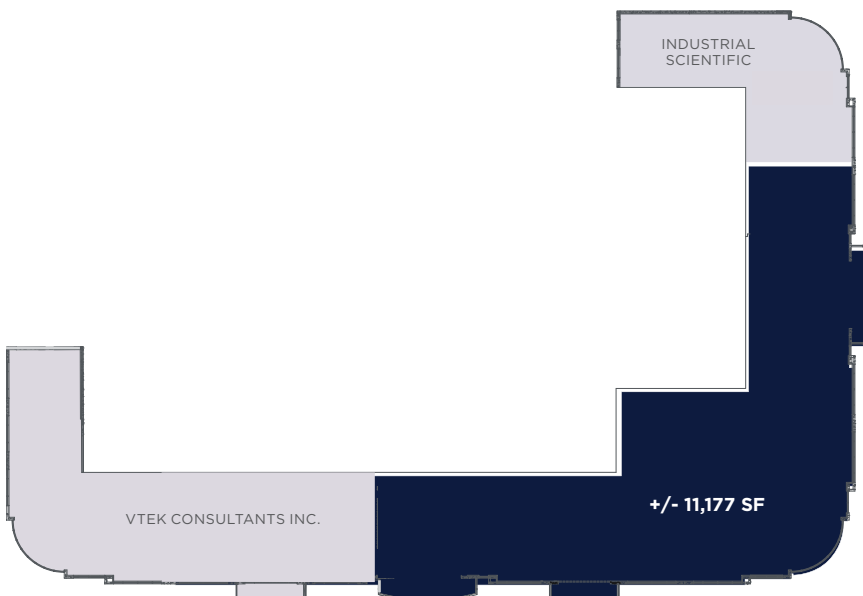 INDUSTRIAL
SCIENTIFIC
+/- 11,177 SF
VTEK CONSULTANTS INC.